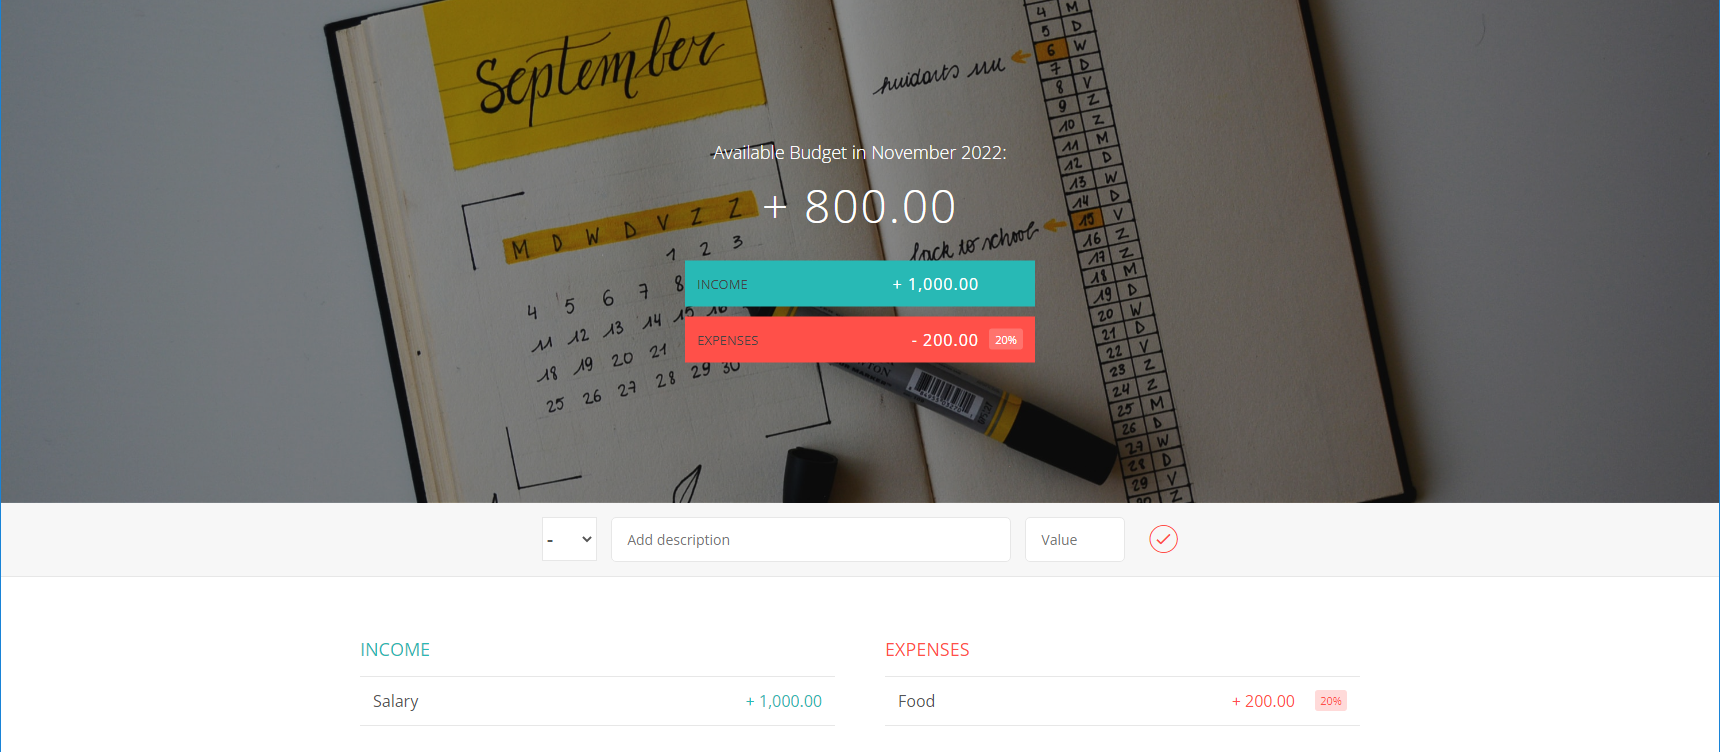 September
M D W D V Z Z
1 2 3
4 5 6 7 8
11 12 13 14 15 16
18 19 20 21
25 26 27 28 29 30
4 M
5 D
6 W
7 D
8 V
9 Z
10 Z
11 M
12 D
13 W
14 D
15 V
16 Z
17 Z
18 M
19 D
20 W
21 D
22 V
23 Z
24 Z
25 M
26 D
27 W
28 D
29 V
30 Z
back to school
Available Budget in November 2022:
+ 800.00
INCOME + 1,000.00
EXPENSES - 200.00 20%
- Add description Value
INCOME
Salary + 1,000.00
EXPENSES
Food + 200.00 20%